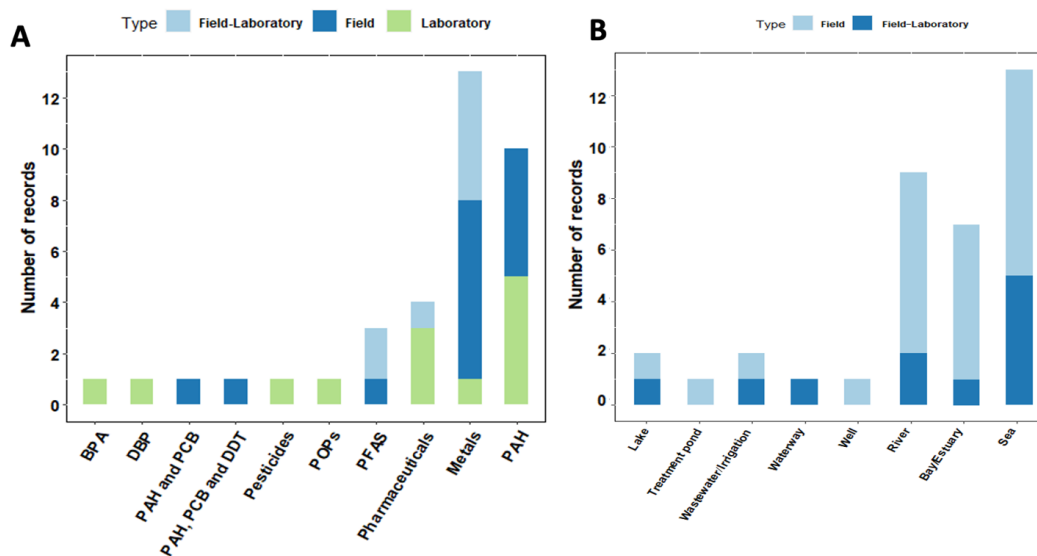 A
Type Field-Laboratory Field Laboratory
Number of records
12
10
8
6
4
2
0
BPA
DBP
PAH and PCB
PAH, PCB and DDT
Pesticides
POPs
PFAS
Pharmaceuticals
Metals
PAH
B
Type Field Field-Laboratory
Number of records
12
10
8
6
4
2
0
Lake
Treatment pond
Wastewater/Irrigation
Waterway
Well
River
Bay/Estuary
Sea